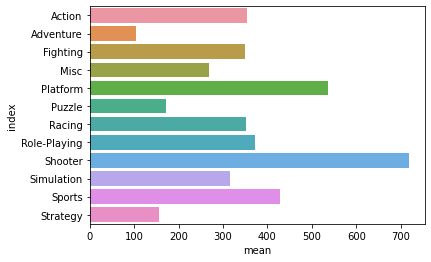 Action
Adventure
Fighting
Misc
Platform
Puzzle
Racing
Role-Playing
Shooter
Simulation
Sports
Strategy
index
0 100 200 300 400 500 600 700
mean